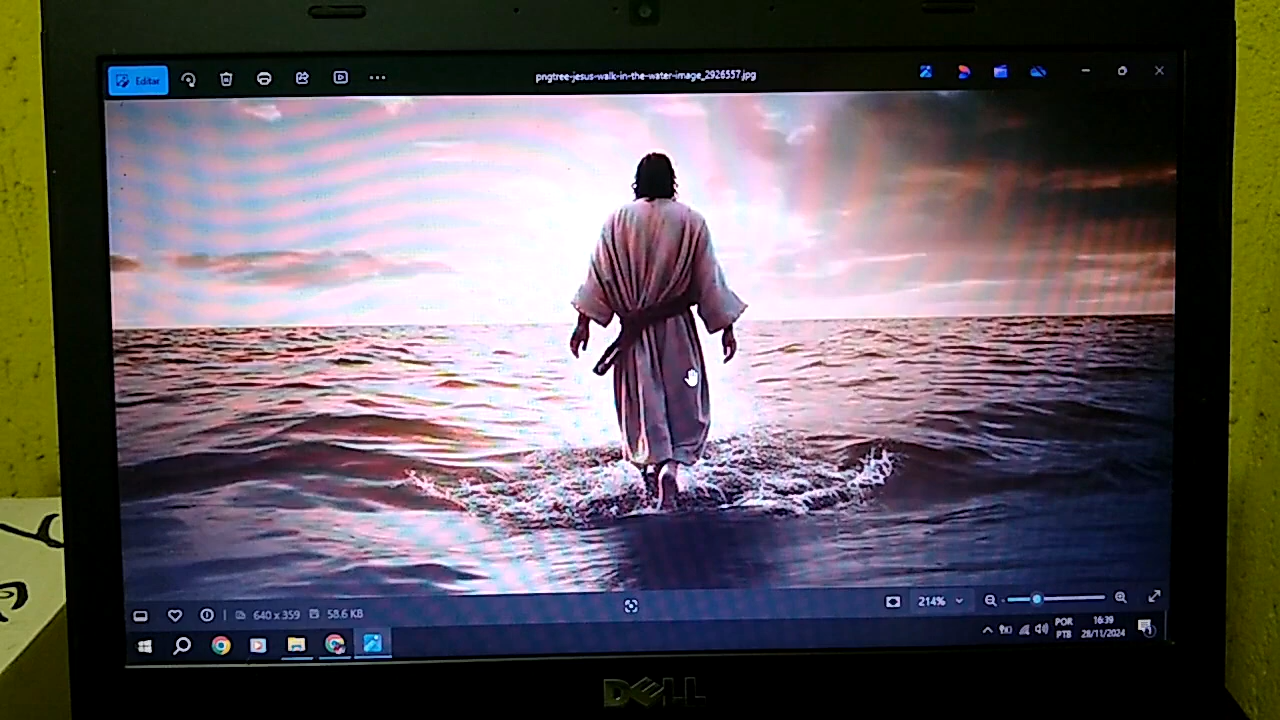 Editar
pngtree-jesus-walk-in-the-water-image_2926557.jpg
640 x 359
58.6 KB
214%
POR
PTB
16:39
28/11/2024
DELL